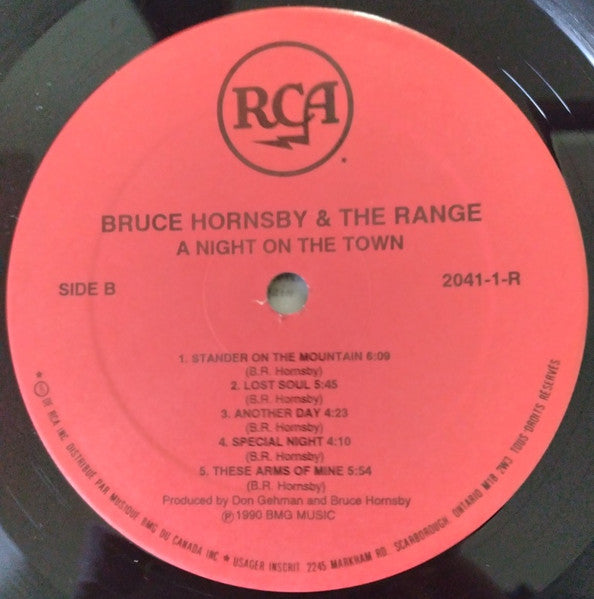 RCA
BRUCE HORNSBY & THE RANGE
A NIGHT ON THE TOWN
SIDE B
2041-1-R
1. STANDER ON THE MOUNTAIN 6:09
(B.R. Hornsby)
2. LOST SOUL 5:45
(B.R. Hornsby)
3. ANOTHER DAY 4:23
(B.R. Hornsby)
4. SPECIAL NIGHT 4:10
(B.R. Hornsby)
5. THESE ARMS OF MINE 5:54
(B.R. Hornsby)
Produced by Don Gehman and Bruce Hornsby
℗ 1990 BMG MUSIC
* DE RCA INC. DISTRIBUÉ PAR MUSIQUE BMG DU CANADA INC * USAGER INSCRIT. 2245 MARKHAM RD. SCARBOROUGH, ONTARIO M1B 2W3 TOUS DROITS RÉSERVÉS